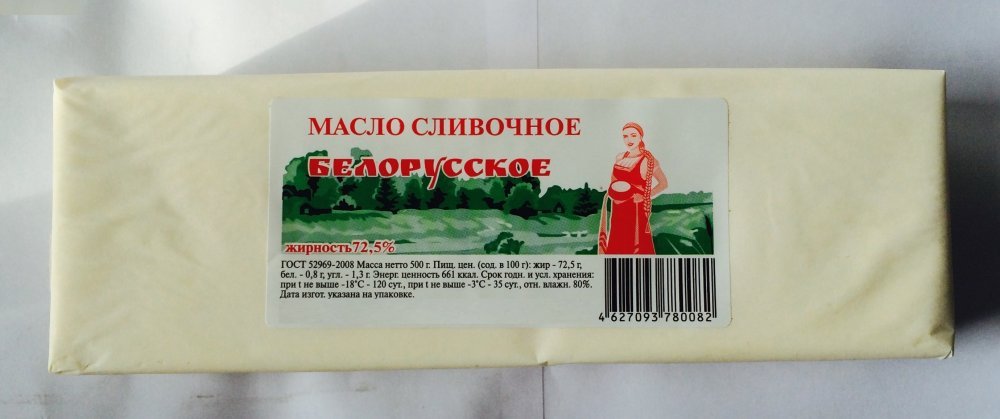 МАСЛО СЛИВОЧНОЕ
БЕЛОРУССКОЕ
жирность72,5%
ГОСТ 52969-2008 Масса нетто 500 г. Пищ. цен. (сод. в 100 г): жир - 72,5 г,
бел. - 0,8 г, угл. - 1,3 г. Энерг. ценность 661 ккал. Срок годн. и усл. хранения:
при t не выше -18°С - 120 сут., при t не выше -3°С - 35 сут., отн. влажн. 80%.
Дата изгот. указана на упаковке.
4 627093 780082